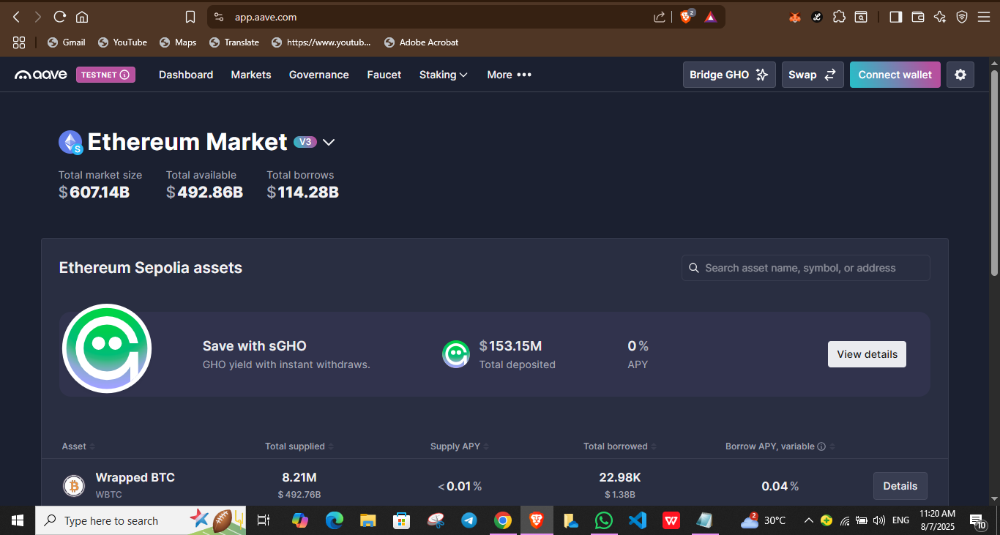 2
app.aave.com
Gmail
YouTube
Maps
Translate
https://www.youtub...
Adobe Acrobat
aave TESTNET Dashboard Markets Governance Faucet Staking More Bridge GHO Swap Connect wallet
S Ethereum Market V3
Total market size Total available Total borrows
$607.14B $492.86B $114.28B
Ethereum Sepolia assets Search asset name, symbol, or address
Save with sGHO $153.15M 0% View details
GHO yield with instant withdraws. Total deposited APY
Asset Total supplied Supply APY Total borrowed Borrow APY, variable
Wrapped BTC 8.21M <0.01% 22.98K 0.04% Details
WBTC $492.76B $1.38B
Type here to search 2 30°C ENG 11:20 AM
8/7/2025 10